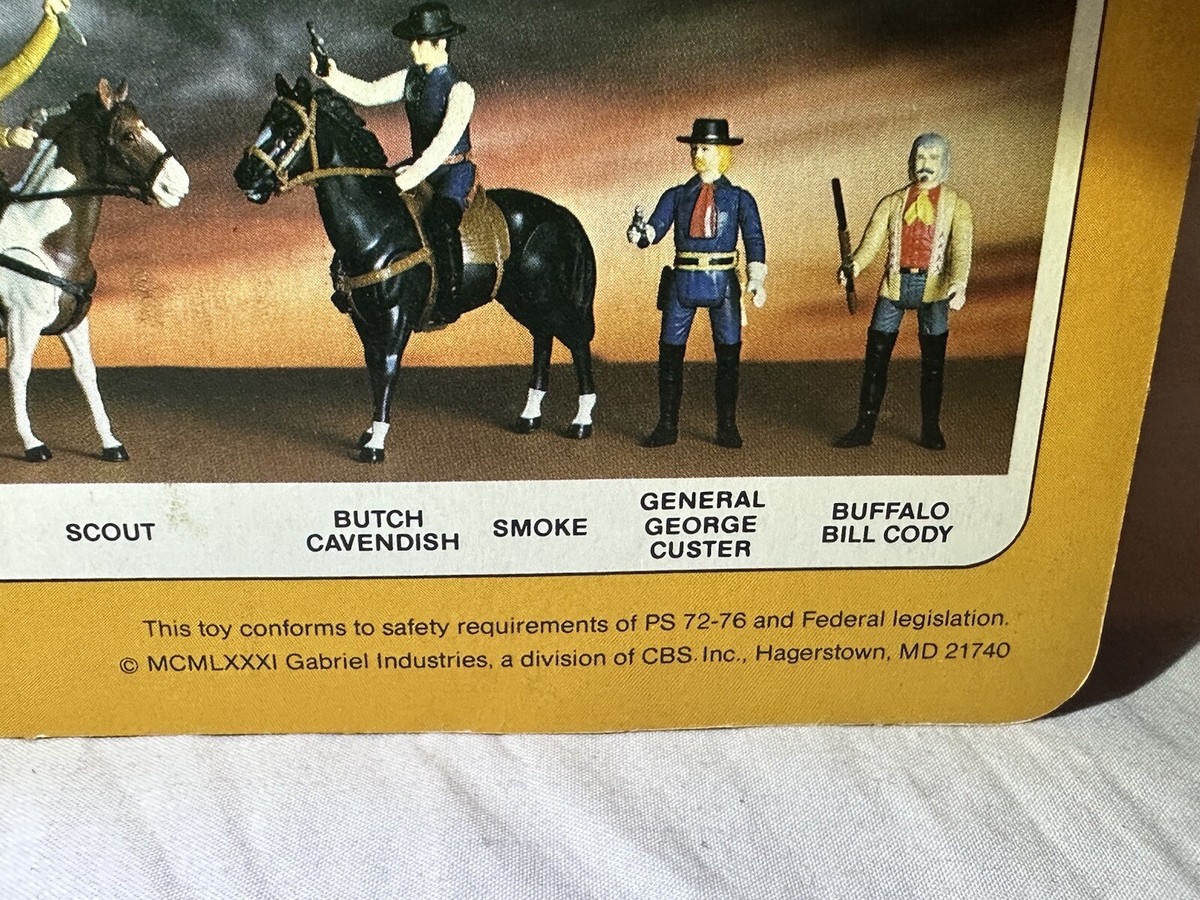 SCOUT
BUTCH
CAVENDISH
SMOKE
GENERAL
GEORGE
CUSTER
BUFFALO
BILL CODY
This toy conforms to safety requirements of PS 72-76 and Federal legislation.
© MCMLXXXI Gabriel Industries, a division of CBS Inc., Hagerstown, MD 21740